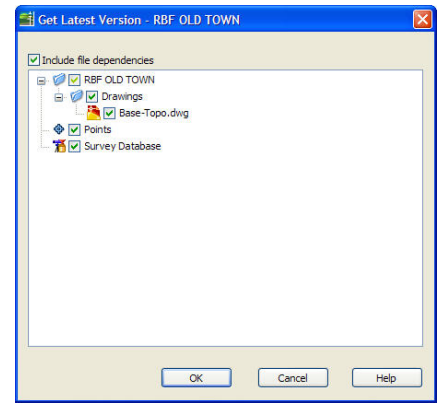 Get Latest Version - RBF OLD TOWN
Include file dependencies
RBF OLD TOWN
Drawings
Base-Topo.dwg
Points
Survey Database
OK Cancel Help